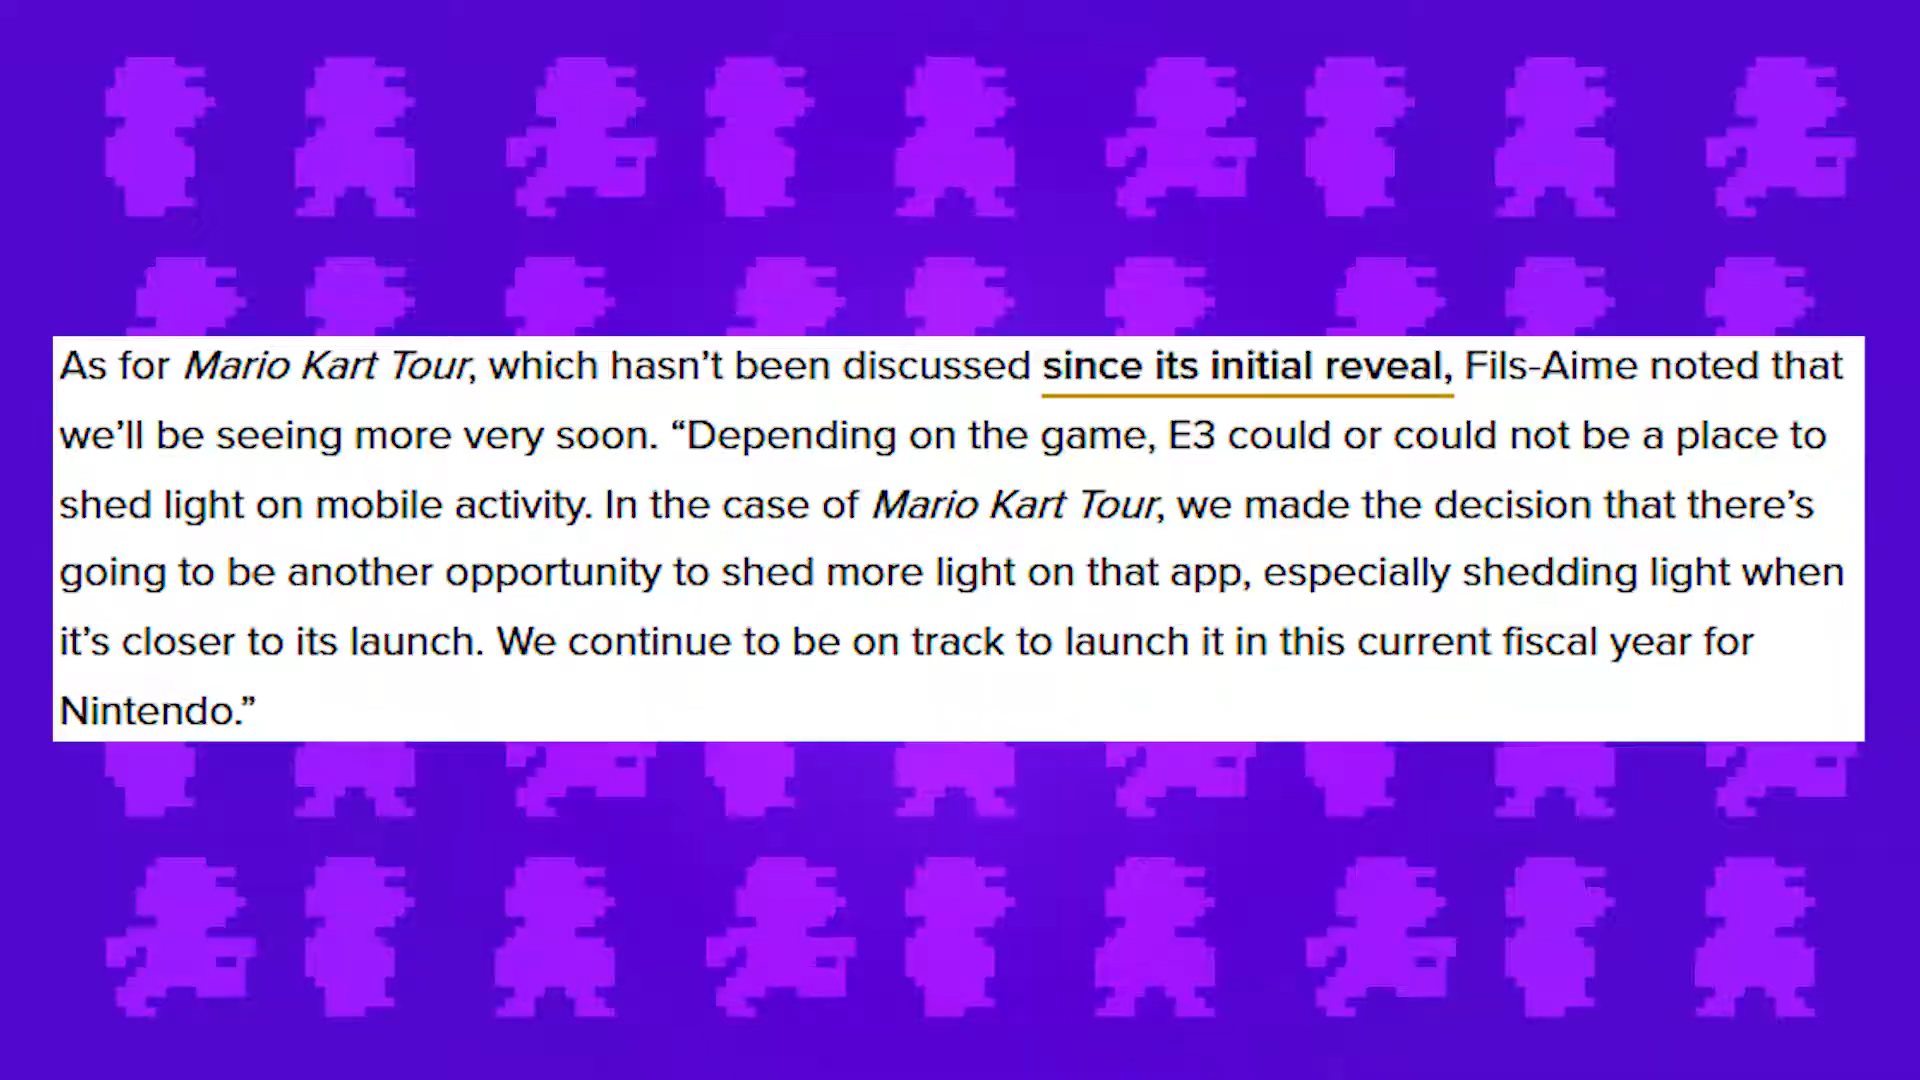 As for Mario Kart Tour, which hasn’t been discussed since its initial reveal, Fils-Aime noted that
we’ll be seeing more very soon. “Depending on the game, E3 could or could not be a place to
shed light on mobile activity. In the case of Mario Kart Tour, we made the decision that there’s
going to be another opportunity to shed more light on that app, especially shedding light when
it’s closer to its launch. We continue to be on track to launch it in this current fiscal year for
Nintendo.”